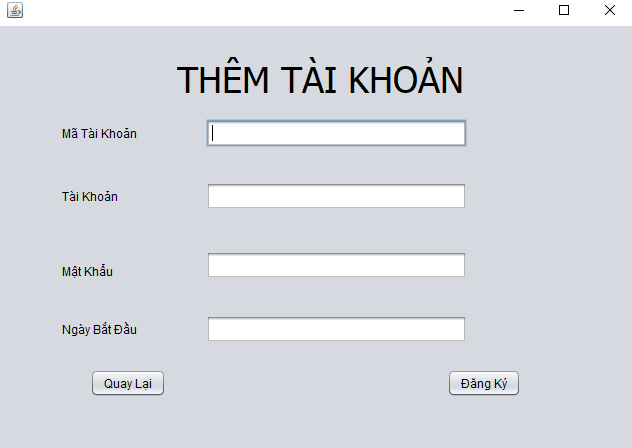 THÊM TÀI KHOẢN
Mã Tài Khoản
Tài Khoản
Mật Khẩu
Ngày Bắt Đầu
Quay Lại
Đăng Ký